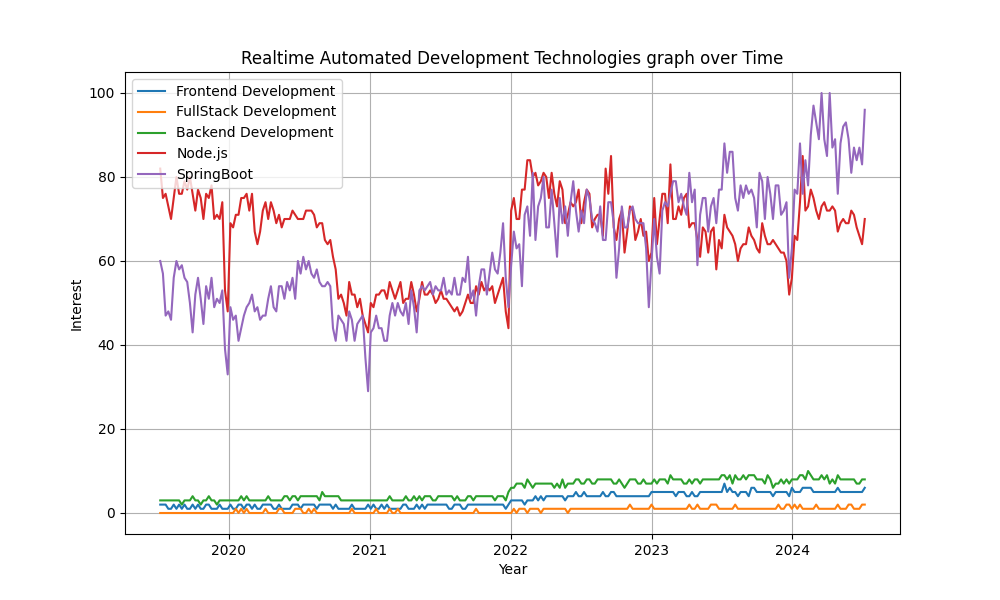 Realtime Automated Development Technologies graph over Time
100
80
60
40
20
0
Interest
Frontend Development
FullStack Development
Backend Development
Node.js
SpringBoot
2020
2021
2022
2023
2024
Year